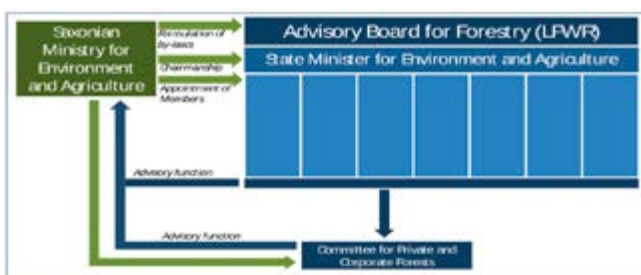 Saxonian
Ministry for
Environment
and Agriculture
Formulation of
by-laws
Chairmanship
Appointment of
Members
Advisory Board for Forestry (LFWR)
State Minister for Environment and Agriculture
Advisory function
Advisory function
Committee for Private and
Corporate Forests